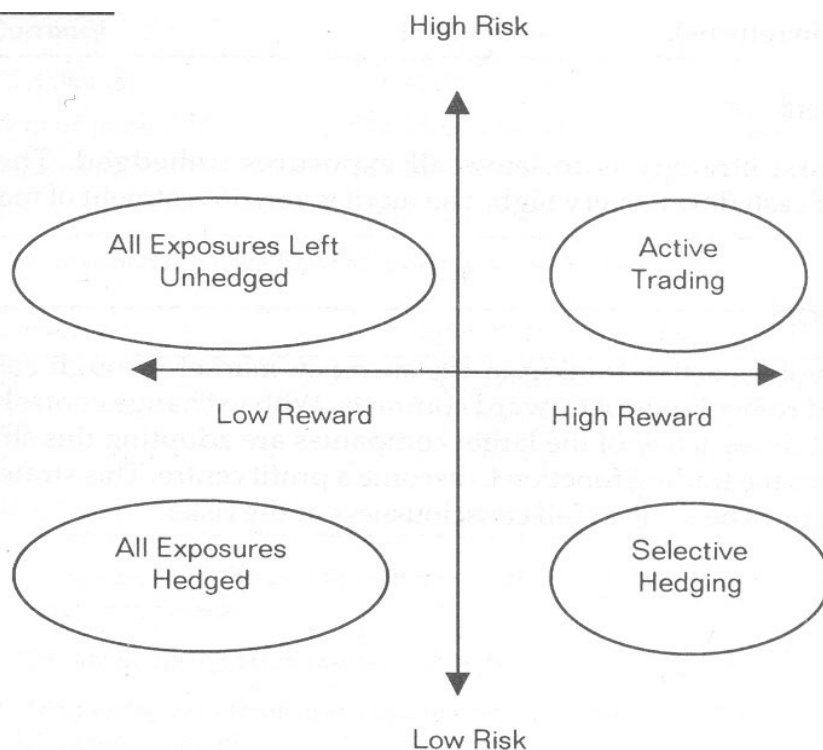 High Risk
All Exposures Left
Unhedged
Active
Trading
Low Reward
High Reward
All Exposures
Hedged
Selective
Hedging
Low Risk